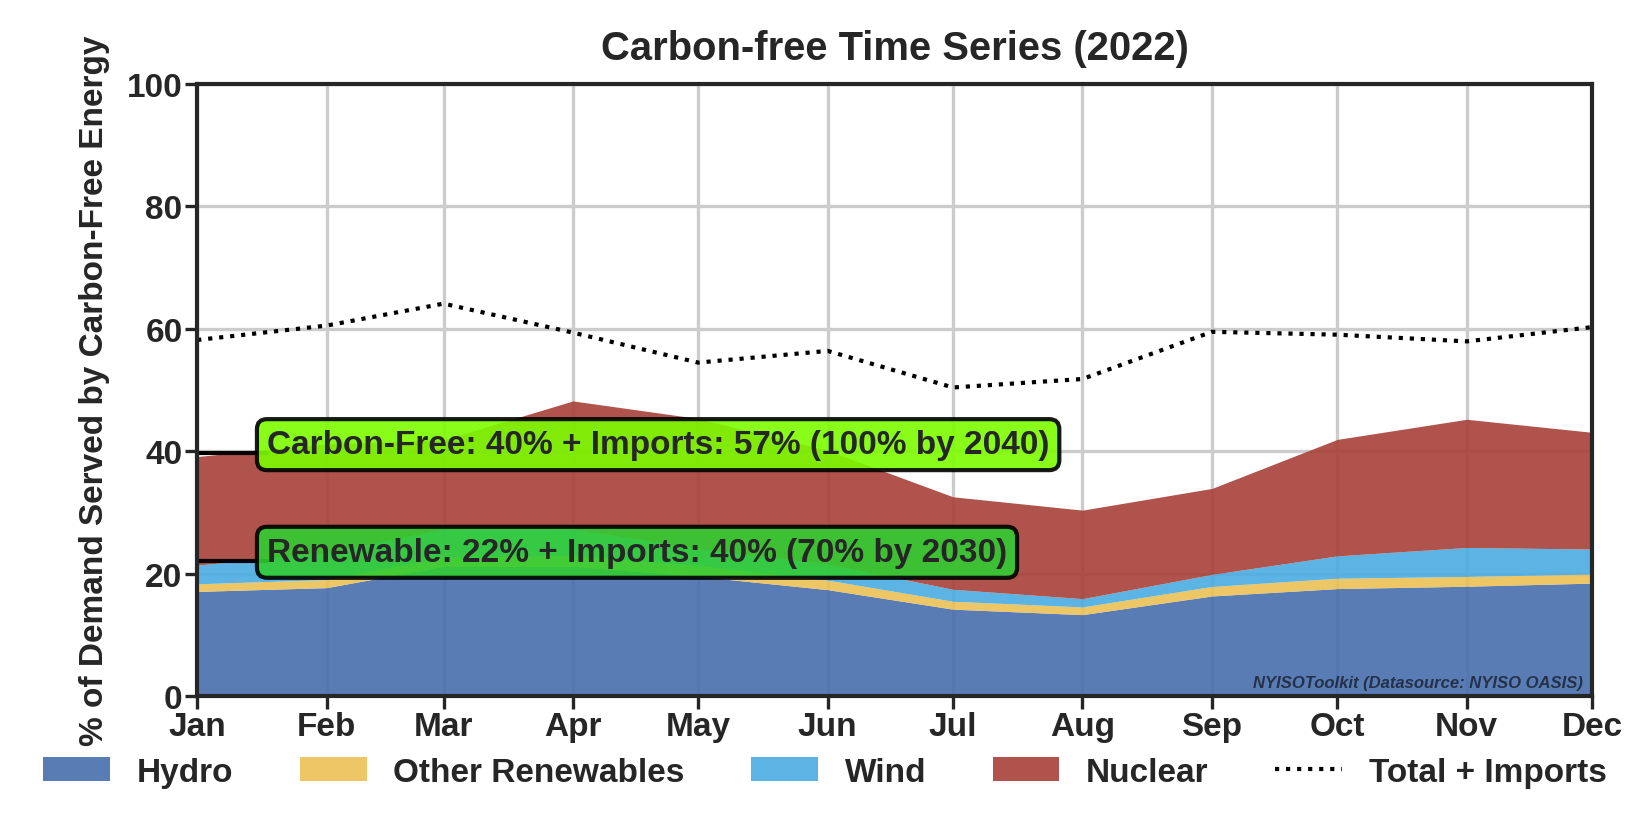 Carbon-free Time Series (2022)
% of Demand Served by Carbon-Free Energy
100
80
60
40
20
0
Carbon-Free: 40% + Imports: 57% (100% by 2040)
Renewable: 22% + Imports: 40% (70% by 2030)
NYISOToolkit (Datasource: NYISO OASIS)
Jan Feb Mar Apr May Jun Jul Aug Sep Oct Nov Dec
Hydro Other Renewables Wind Nuclear Total + Imports